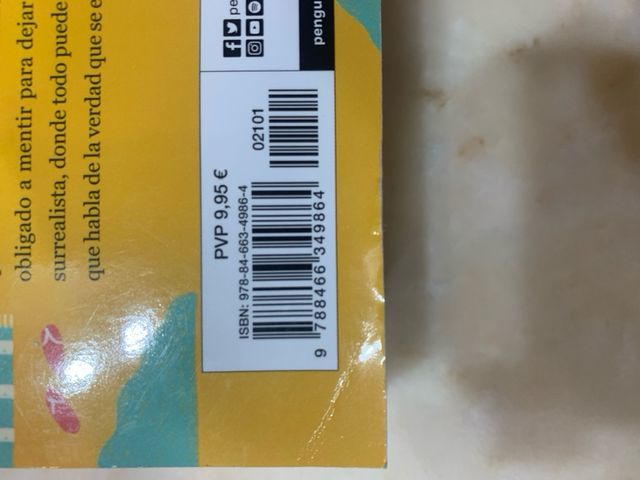 obligado a mentir para dejar
surrealista, donde todo puede
que habla de la verdad que se e
pe
pengu
PVP 9,95 €
ISBN: 978-84-663-4986-4
02101
9 788466 349864